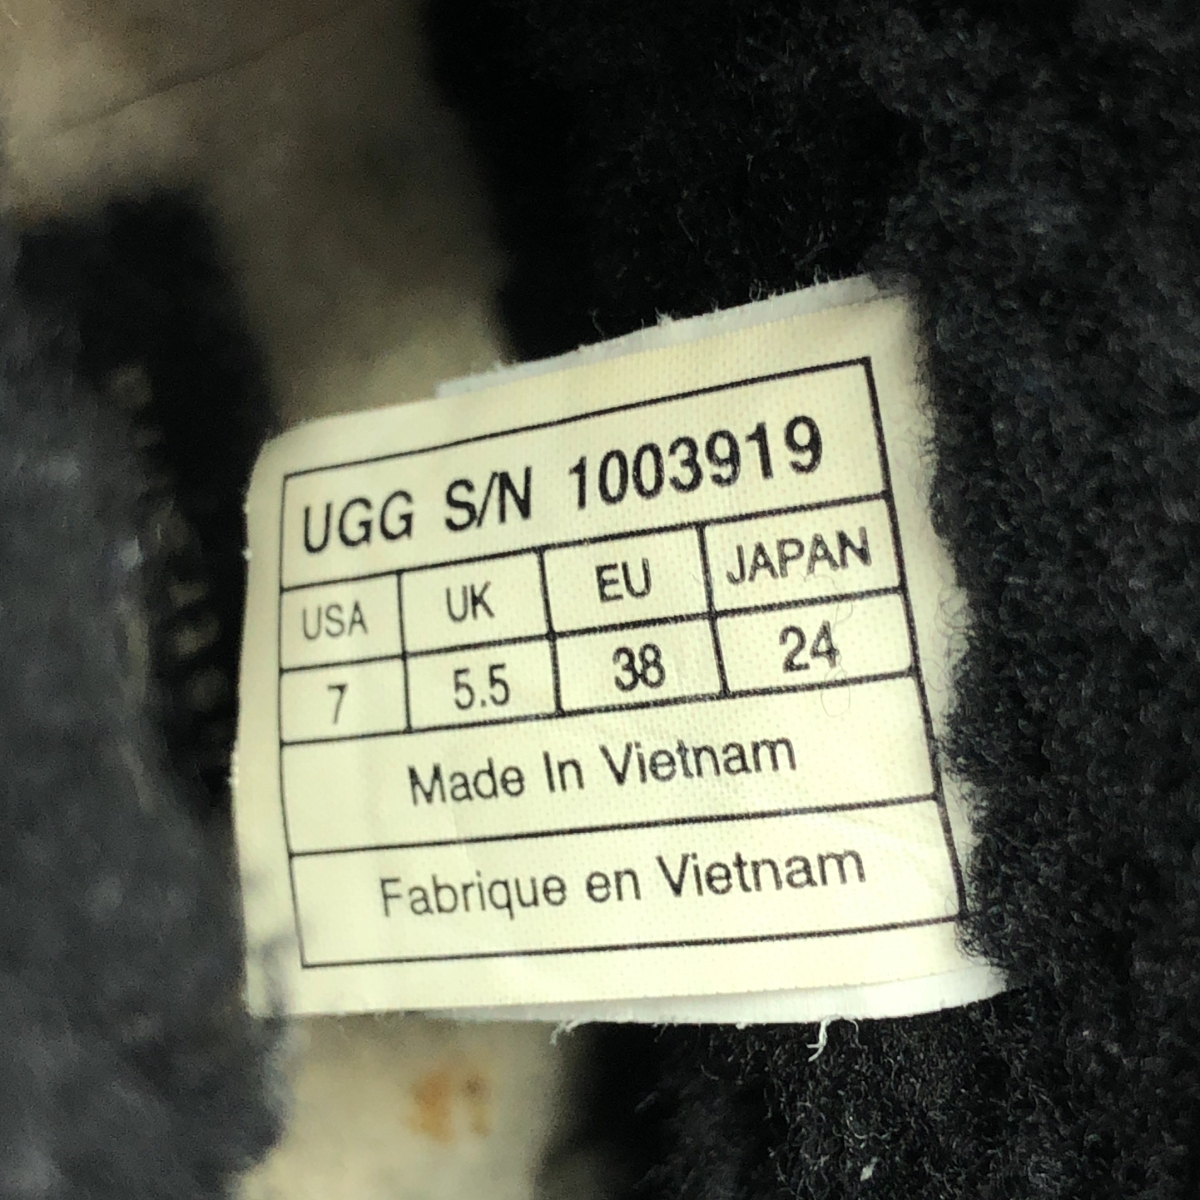 UGG S/N 1003919
USA UK EU JAPAN
7 5.5 38 24
Made In Vietnam
Fabrique en Vietnam